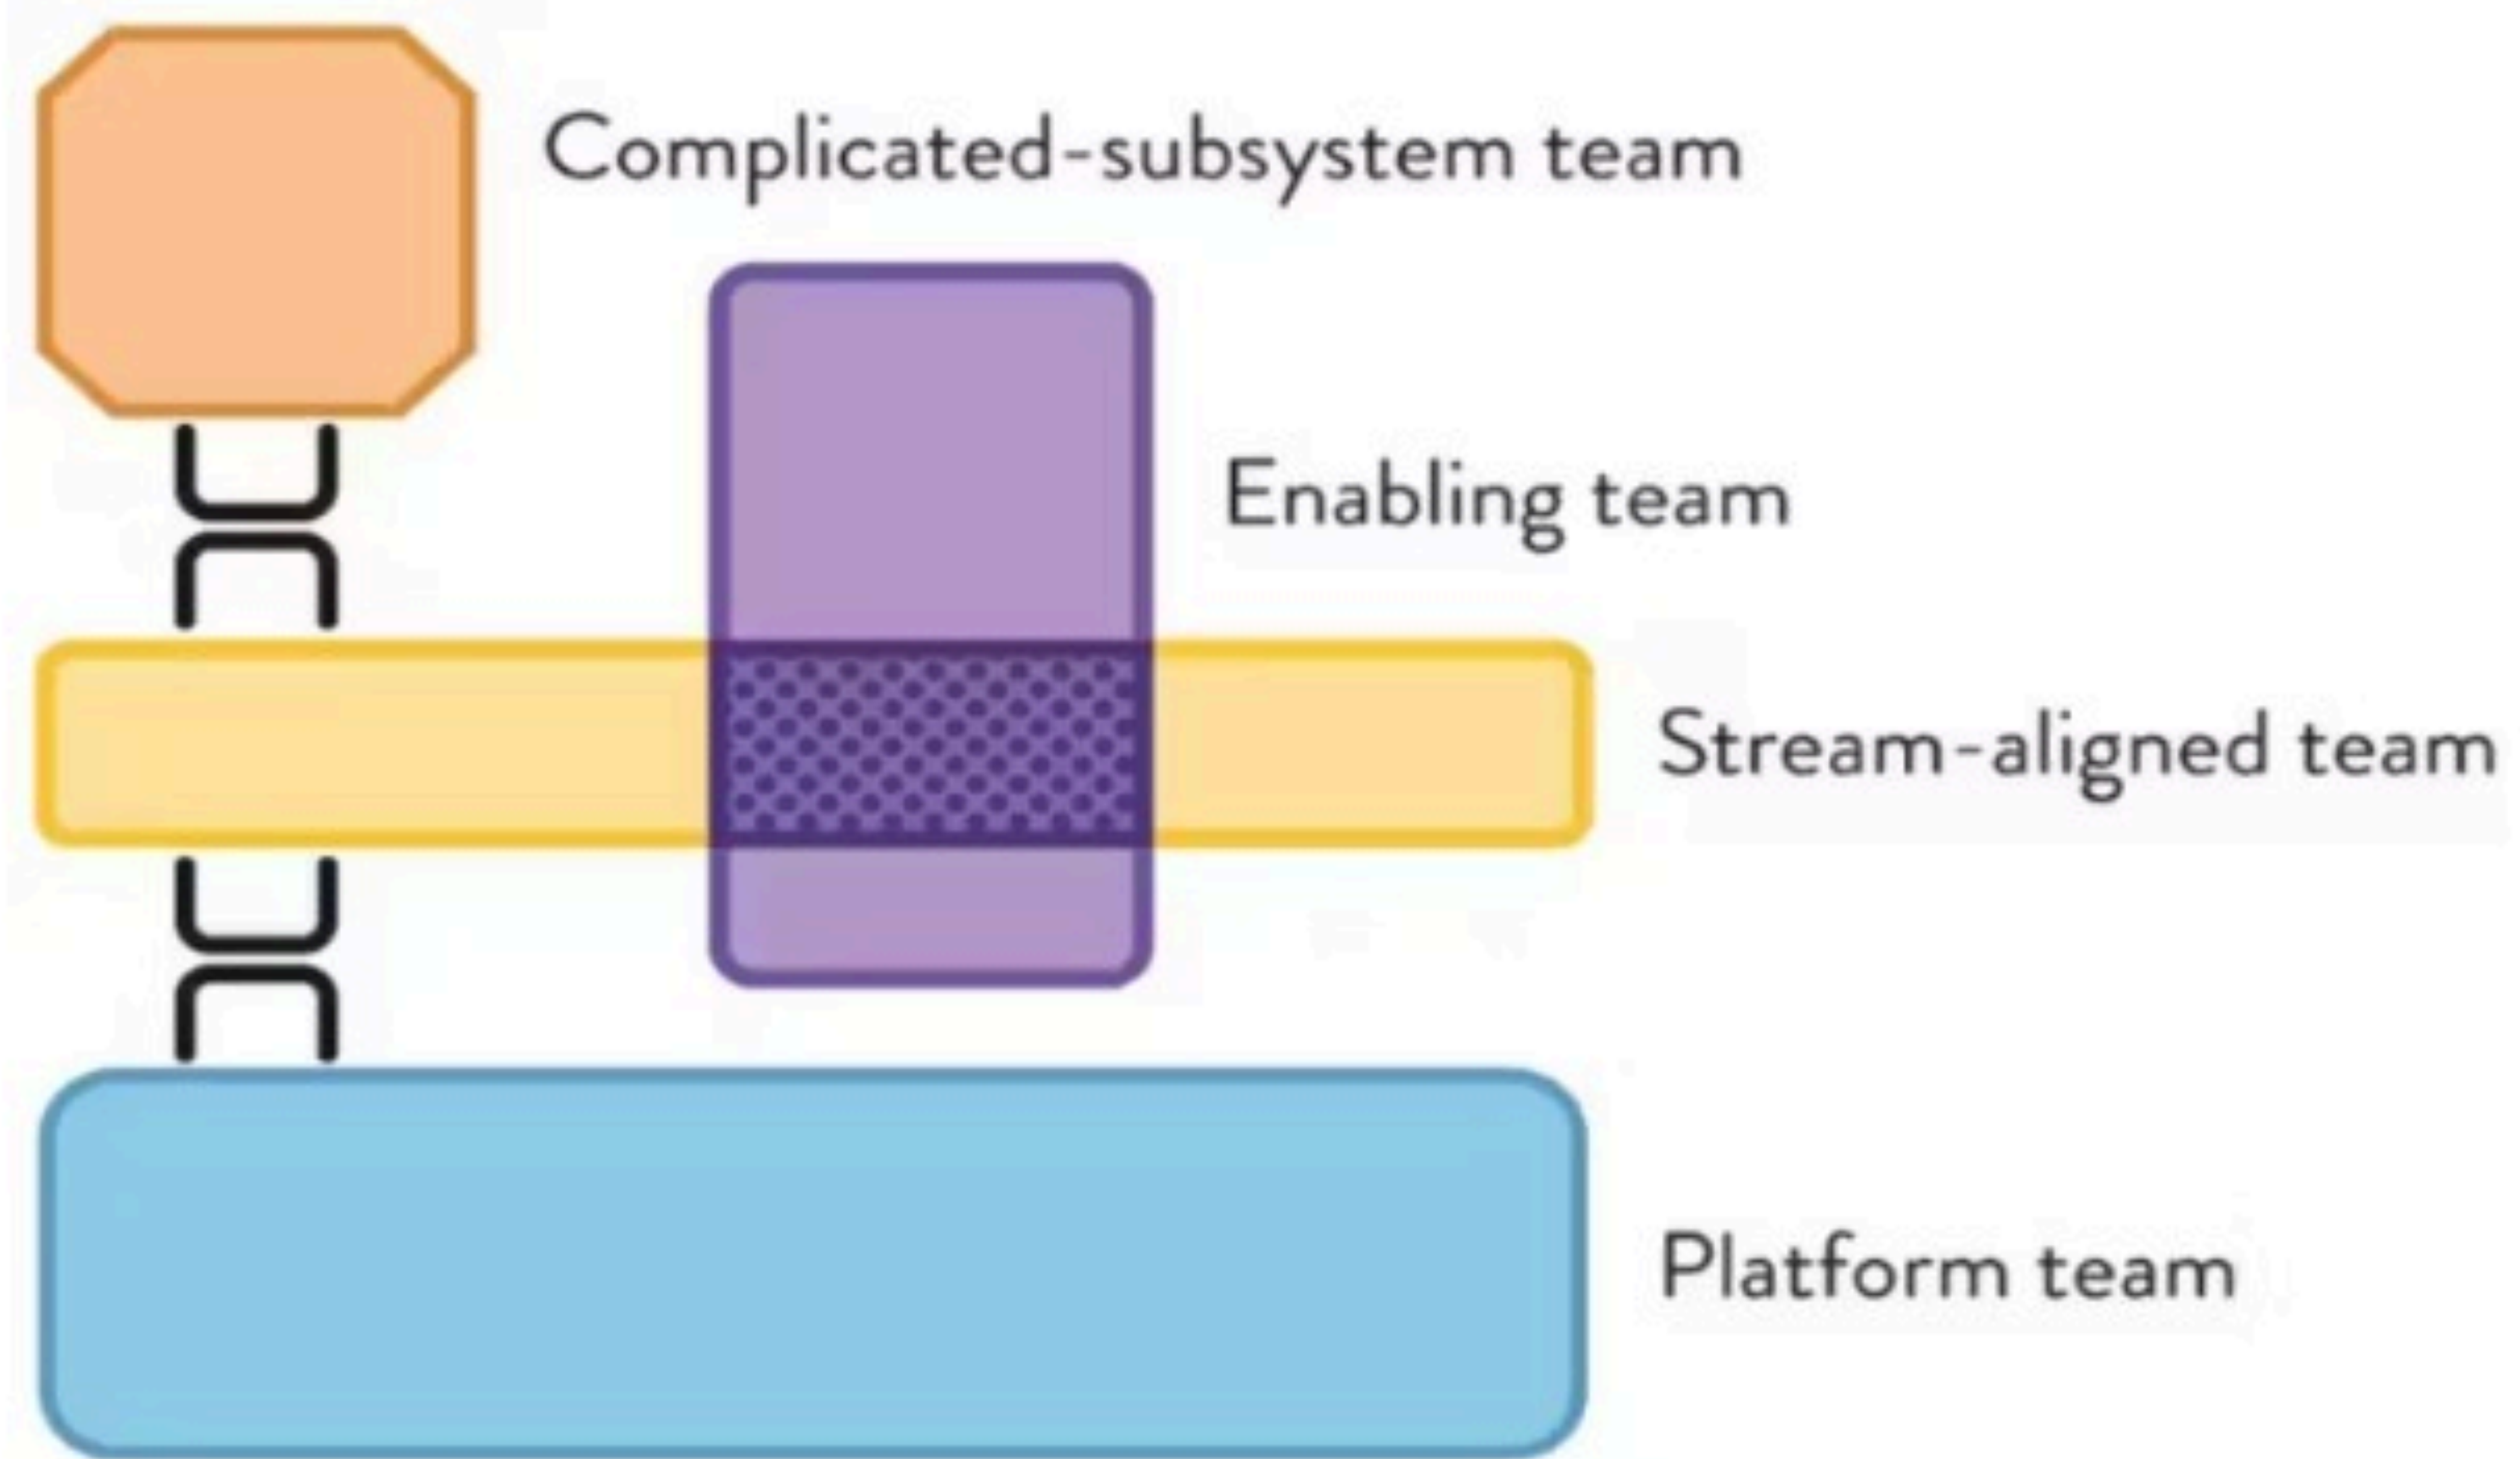 Complicated-subsystem team
Enabling team
Stream-aligned team
Platform team